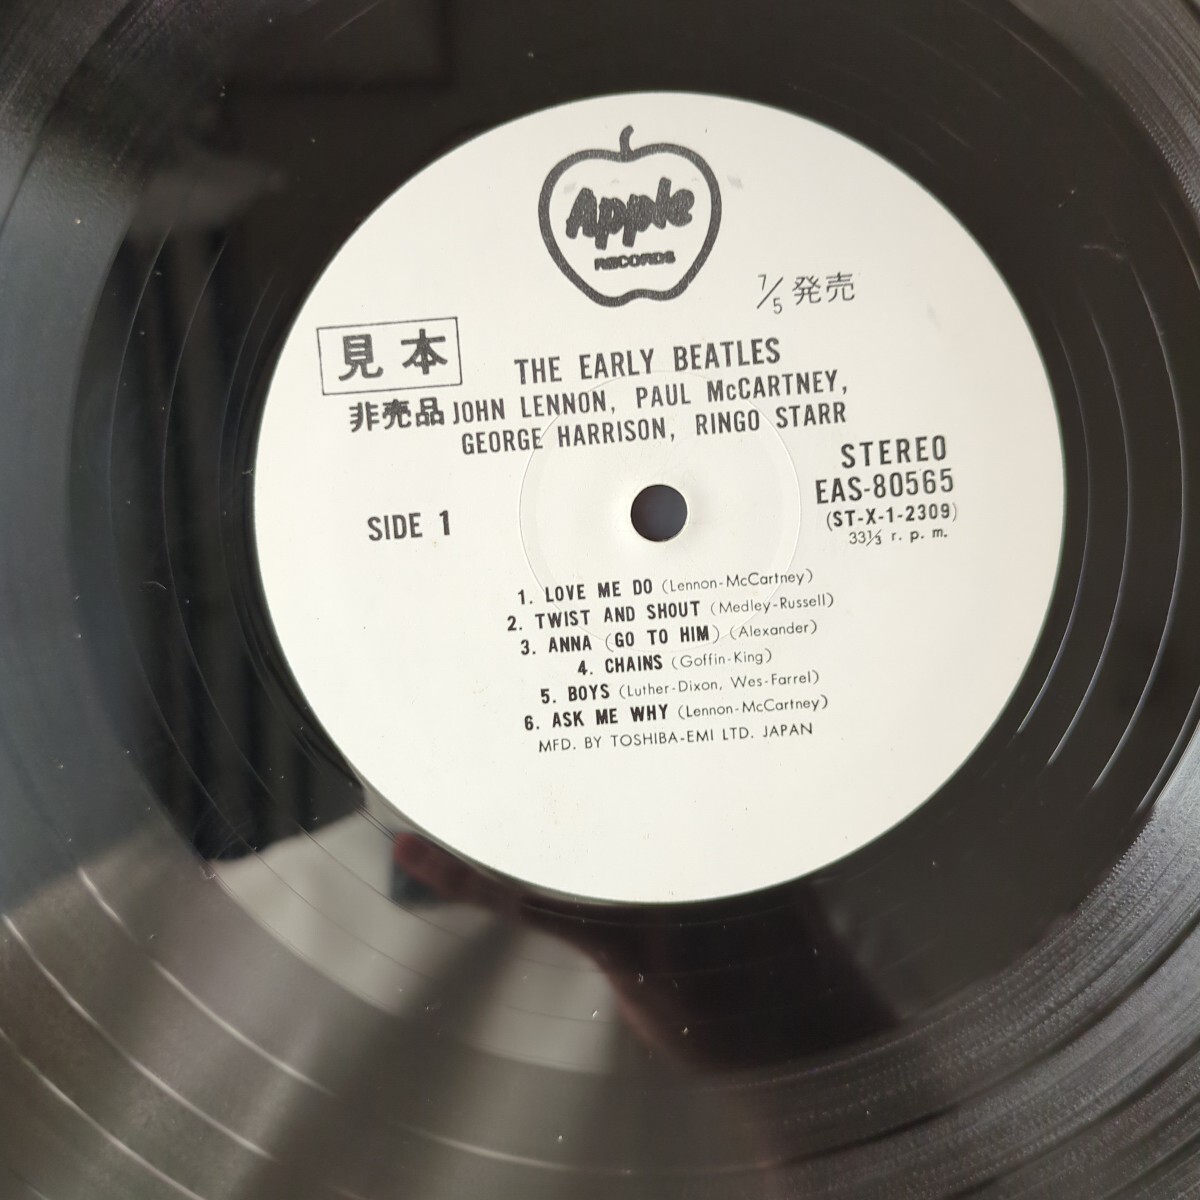 Apple
RECORDS
7/5 発売
見本
THE EARLY BEATLES
非売品 JOHN LENNON, PAUL McCARTNEY,
GEORGE HARRISON, RINGO STARR
STEREO
EAS-80565
(ST-X-1-2309)
33⅓ r. p. m.
SIDE 1
1. LOVE ME DO (Lennon-McCartney)
2. TWIST AND SHOUT (Medley-Russell)
3. ANNA (GO TO HIM) (Alexander)
4. CHAINS (Goffin-King)
5. BOYS (Luther-Dixon, Wes-Farrel)
6. ASK ME WHY (Lennon-McCartney)
MFD. BY TOSHIBA-EMI LTD. JAPAN